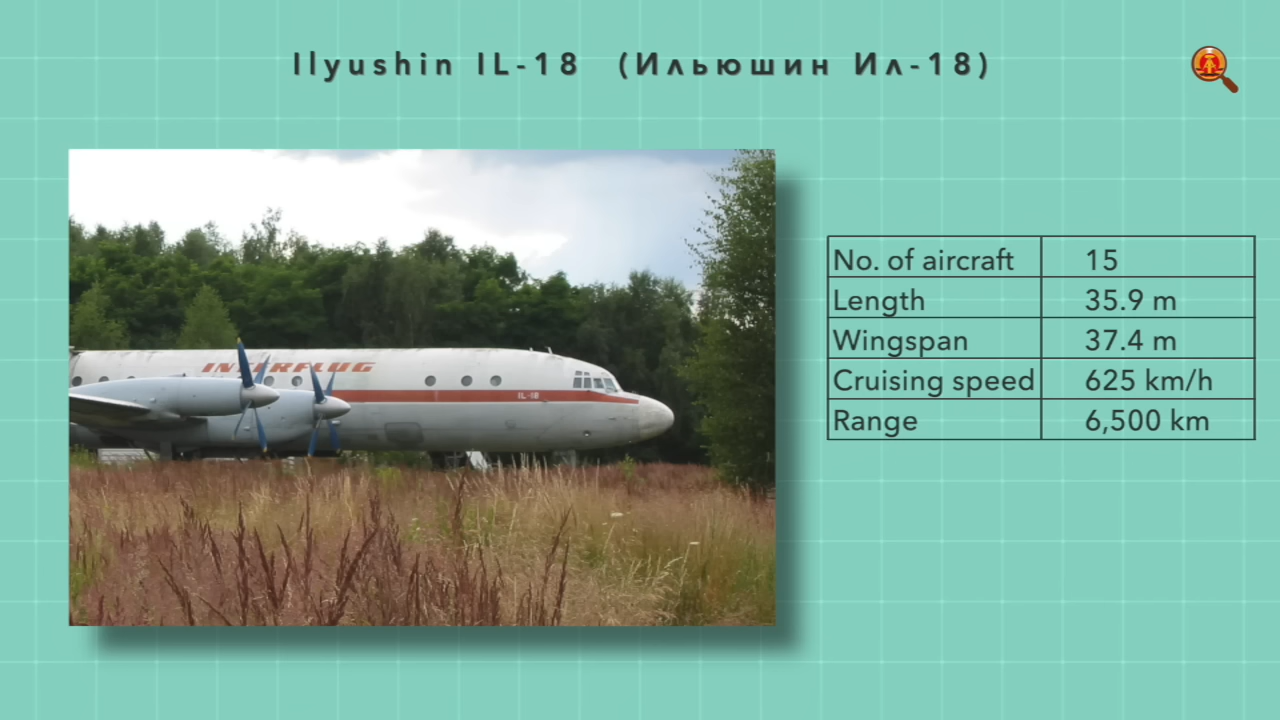 Ilyushin IL-18 (Ильюшин Ил-18)
INTERFLUG
IL-18
No. of aircraft 15
Length 35.9 m
Wingspan 37.4 m
Cruising speed 625 km/h
Range 6,500 km